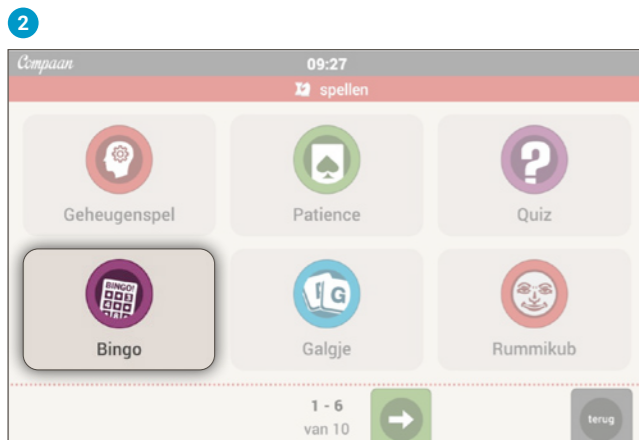 2
Compaan 09:27
spellen
Geheugenspel Patience Quiz
BINGO!
Bingo Galgje Rummikub
G
1 - 6
van 10
terug